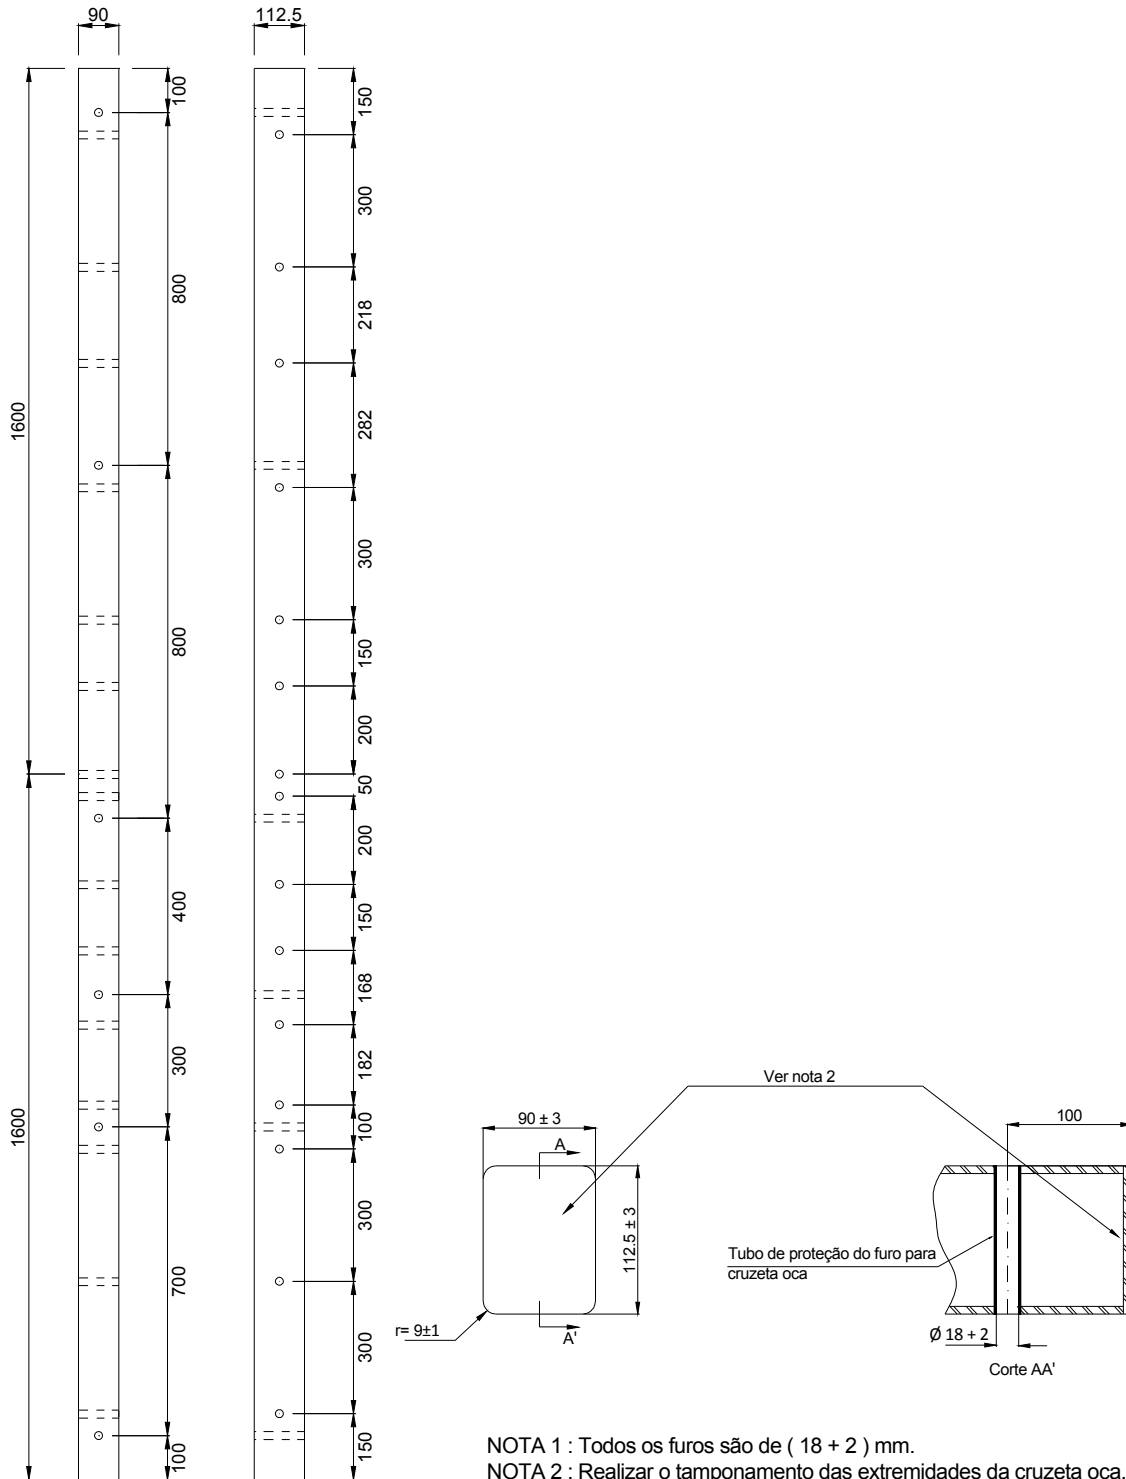 90
112.5
100
800
800
400
300
700
100
1600
1600
150
300
218
282
300
150
200
50
200
150
168
182
100
300
300
150
Ver nota 2
90 ± 3
A
112.5 ± 3
r= 9±1
A'
100
Tubo de proteção do furo para
cruzeta oca
Ø 18 + 2
Corte AA'
NOTA 1 : Todos os furos são de ( 18 + 2 ) mm.
NOTA 2 : Realizar o tamponamento das extremidades da cruzeta oca.